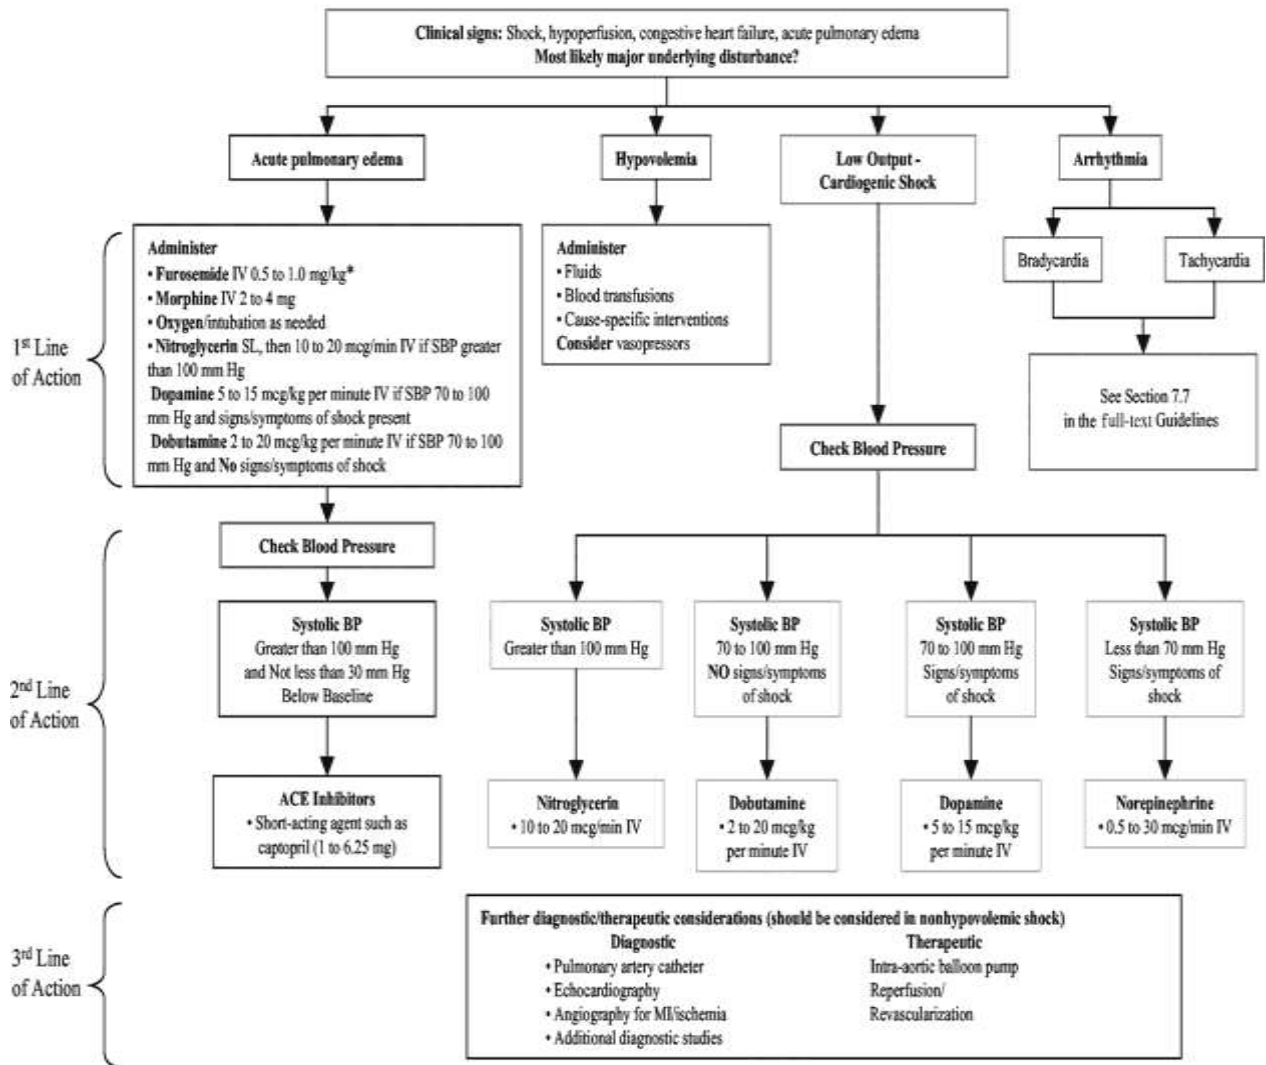 Clinical signs: Shock, hypoperfusion, congestive heart failure, acute pulmonary edema
Most likely major underlying disturbance?
Acute pulmonary edema
Hypovolemia
Low Output -
Cardiogenic Shock
Arrhythmia
Bradycardia
Tachycardia
See Section 7.7
in the full-text Guidelines
1st Line
of Action
Administer
• Furosemide IV 0.5 to 1.0 mg/kg*
• Morphine IV 2 to 4 mg
• Oxygen/intubation as needed
• Nitroglycerin SL, then 10 to 20 mcg/min IV if SBP greater
than 100 mm Hg
Dopamine 5 to 15 mcg/kg per minute IV if SBP 70 to 100
mm Hg and signs/symptoms of shock present
Dobutamine 2 to 20 mcg/kg per minute IV if SBP 70 to 100
mm Hg and No signs/symptoms of shock
Administer
• Fluids
• Blood transfusions
• Cause-specific interventions
Consider vasopressors
Check Blood Pressure
2nd Line
of Action
Check Blood Pressure
Systolic BP
Greater than 100 mm Hg
and Not less than 30 mm Hg
Below Baseline
ACE Inhibitors
• Short-acting agent such as
captopril (1 to 6.25 mg)
Systolic BP
Greater than 100 mm Hg
Nitroglycerin
• 10 to 20 mcg/min IV
Systolic BP
70 to 100 mm Hg
NO signs/symptoms
of shock
Dobutamine
• 2 to 20 mcg/kg
per minute IV
Systolic BP
70 to 100 mm Hg
Signs/symptoms
of shock
Dopamine
• 5 to 15 mcg/kg
per minute IV
Systolic BP
Less than 70 mm Hg
Signs/symptoms of
shock
Norepinephrine
• 0.5 to 30 mcg/min IV
3rd Line
of Action
Further diagnostic/therapeutic considerations (should be considered in nonhypovolemic shock)
Diagnostic
• Pulmonary artery catheter
• Echocardiography
• Angiography for MI/ischemia
• Additional diagnostic studies
Therapeutic
Intra-aortic balloon pump
Reperfusion/
Revascularization